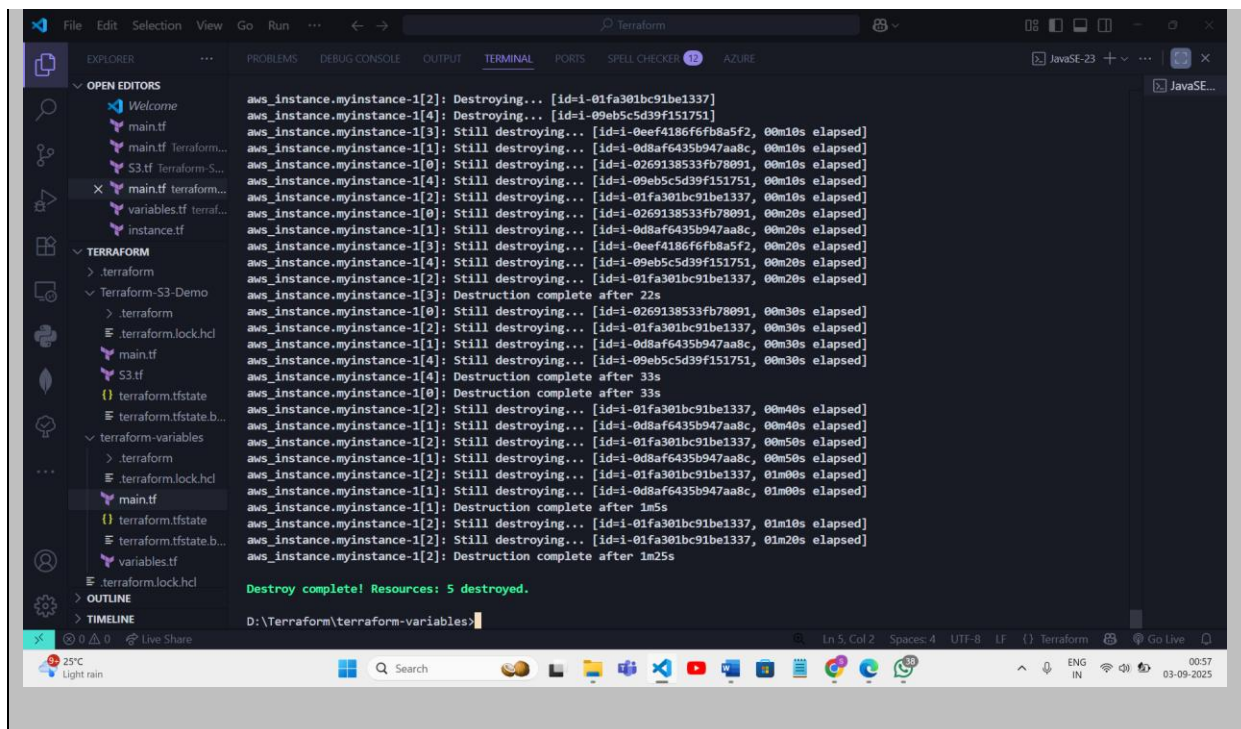 File Edit Selection View Go Run ··· Terraform
EXPLORER ···
PROBLEMS DEBUG CONSOLE OUTPUT TERMINAL PORTS SPELL CHECKER 12 AZURE
JavaSE-23
JavaSE...
OPEN EDITORS
Welcome
main.tf
main.tf Terraform...
S3.tf Terraform-S...
main.tf terraform...
variables.tf terraf...
instance.tf
TERRAFORM
.terraform
Terraform-S3-Demo
.terraform
.terraform.lock.hcl
main.tf
S3.tf
terraform.tfstate
terraform.tfstate.b...
terraform-variables
.terraform
.terraform.lock.hcl
main.tf
terraform.tfstate
terraform.tfstate.b...
variables.tf
.terraform.lock.hcl
OUTLINE
TIMELINE
aws_instance.myinstance-1[2]: Destroying... [id=i-01fa301bc91be1337]
aws_instance.myinstance-1[4]: Destroying... [id=i-09eb5c5d39f151751]
aws_instance.myinstance-1[3]: Still destroying... [id=i-0eef4186f6fb8a5f2, 00m10s elapsed]
aws_instance.myinstance-1[1]: Still destroying... [id=i-0d8af6435b947aa8c, 00m10s elapsed]
aws_instance.myinstance-1[0]: Still destroying... [id=i-0269138533fb78091, 00m10s elapsed]
aws_instance.myinstance-1[4]: Still destroying... [id=i-09eb5c5d39f151751, 00m10s elapsed]
aws_instance.myinstance-1[2]: Still destroying... [id=i-01fa301bc91be1337, 00m10s elapsed]
aws_instance.myinstance-1[0]: Still destroying... [id=i-0269138533fb78091, 00m20s elapsed]
aws_instance.myinstance-1[1]: Still destroying... [id=i-0d8af6435b947aa8c, 00m20s elapsed]
aws_instance.myinstance-1[3]: Still destroying... [id=i-0eef4186f6fb8a5f2, 00m20s elapsed]
aws_instance.myinstance-1[4]: Still destroying... [id=i-09eb5c5d39f151751, 00m20s elapsed]
aws_instance.myinstance-1[2]: Still destroying... [id=i-01fa301bc91be1337, 00m20s elapsed]
aws_instance.myinstance-1[3]: Destruction complete after 22s
aws_instance.myinstance-1[0]: Still destroying... [id=i-0269138533fb78091, 00m30s elapsed]
aws_instance.myinstance-1[2]: Still destroying... [id=i-01fa301bc91be1337, 00m30s elapsed]
aws_instance.myinstance-1[1]: Still destroying... [id=i-0d8af6435b947aa8c, 00m30s elapsed]
aws_instance.myinstance-1[4]: Still destroying... [id=i-09eb5c5d39f151751, 00m30s elapsed]
aws_instance.myinstance-1[4]: Destruction complete after 33s
aws_instance.myinstance-1[0]: Destruction complete after 33s
aws_instance.myinstance-1[2]: Still destroying... [id=i-01fa301bc91be1337, 00m40s elapsed]
aws_instance.myinstance-1[1]: Still destroying... [id=i-0d8af6435b947aa8c, 00m40s elapsed]
aws_instance.myinstance-1[2]: Still destroying... [id=i-01fa301bc91be1337, 00m50s elapsed]
aws_instance.myinstance-1[1]: Still destroying... [id=i-0d8af6435b947aa8c, 00m50s elapsed]
aws_instance.myinstance-1[2]: Still destroying... [id=i-01fa301bc91be1337, 01m00s elapsed]
aws_instance.myinstance-1[1]: Still destroying... [id=i-0d8af6435b947aa8c, 01m00s elapsed]
aws_instance.myinstance-1[1]: Destruction complete after 1m5s
aws_instance.myinstance-1[2]: Still destroying... [id=i-01fa301bc91be1337, 01m10s elapsed]
aws_instance.myinstance-1[2]: Still destroying... [id=i-01fa301bc91be1337, 01m20s elapsed]
aws_instance.myinstance-1[2]: Destruction complete after 1m25s
Destroy complete! Resources: 5 destroyed.
D:\Terraform\terraform-variables>
0 0 Live Share Ln 5, Col 2 Spaces: 4 UTF-8 LF {} Terraform Go Live
25°C
Light rain
Search
38
ENG
IN
00:57
03-09-2025